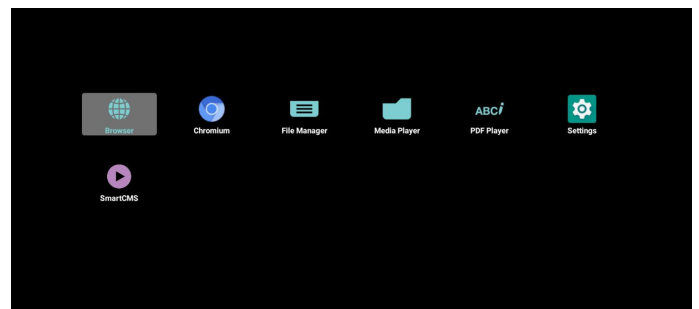 Browser
Chromium
File Manager
Media Player
ABCi
PDF Player
Settings
SmartCMS